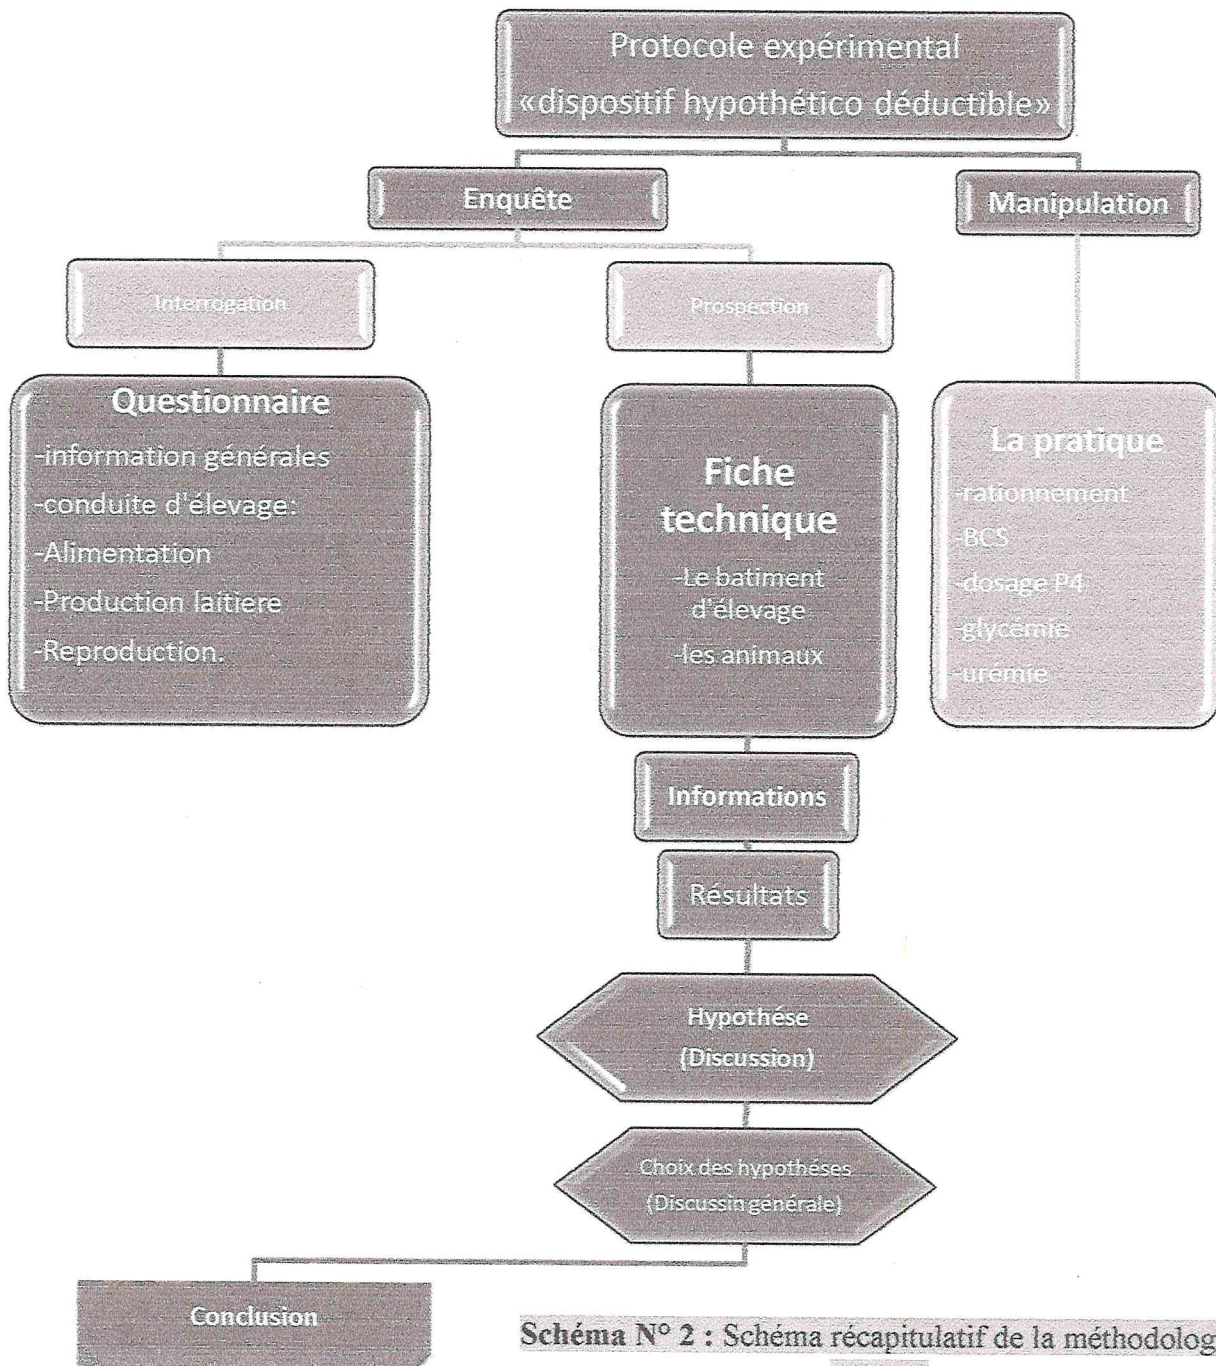 Protocole expérimental
«dispositif hypothético déductible»
Enquête
Manipulation
Interrogation
Prospection
Questionnaire
-information générales
-conduite d'élevage:
-Alimentation
-Production laitiere
-Reproduction.
Fiche
technique
-Le batiment
d'élevage
-les animaux
La pratique
-rationnement
-BCS
-dosage P4
-glycémie
-urémie
Informations
Résultats
Hypothése
(Discussion)
Choix des hypothéses
(Discussin générale)
Conclusion
Schéma N° 2 : Schéma récapitulatif de la méthodolog